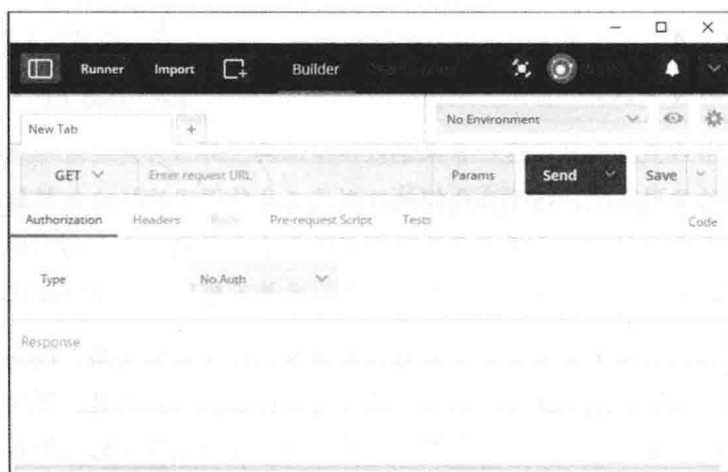 Runner Import Builder
New Tab + No Environment
GET Enter request URL Params Send Save
Authorization Headers Body Pre-request Script Tests Code
Type No Auth
Response